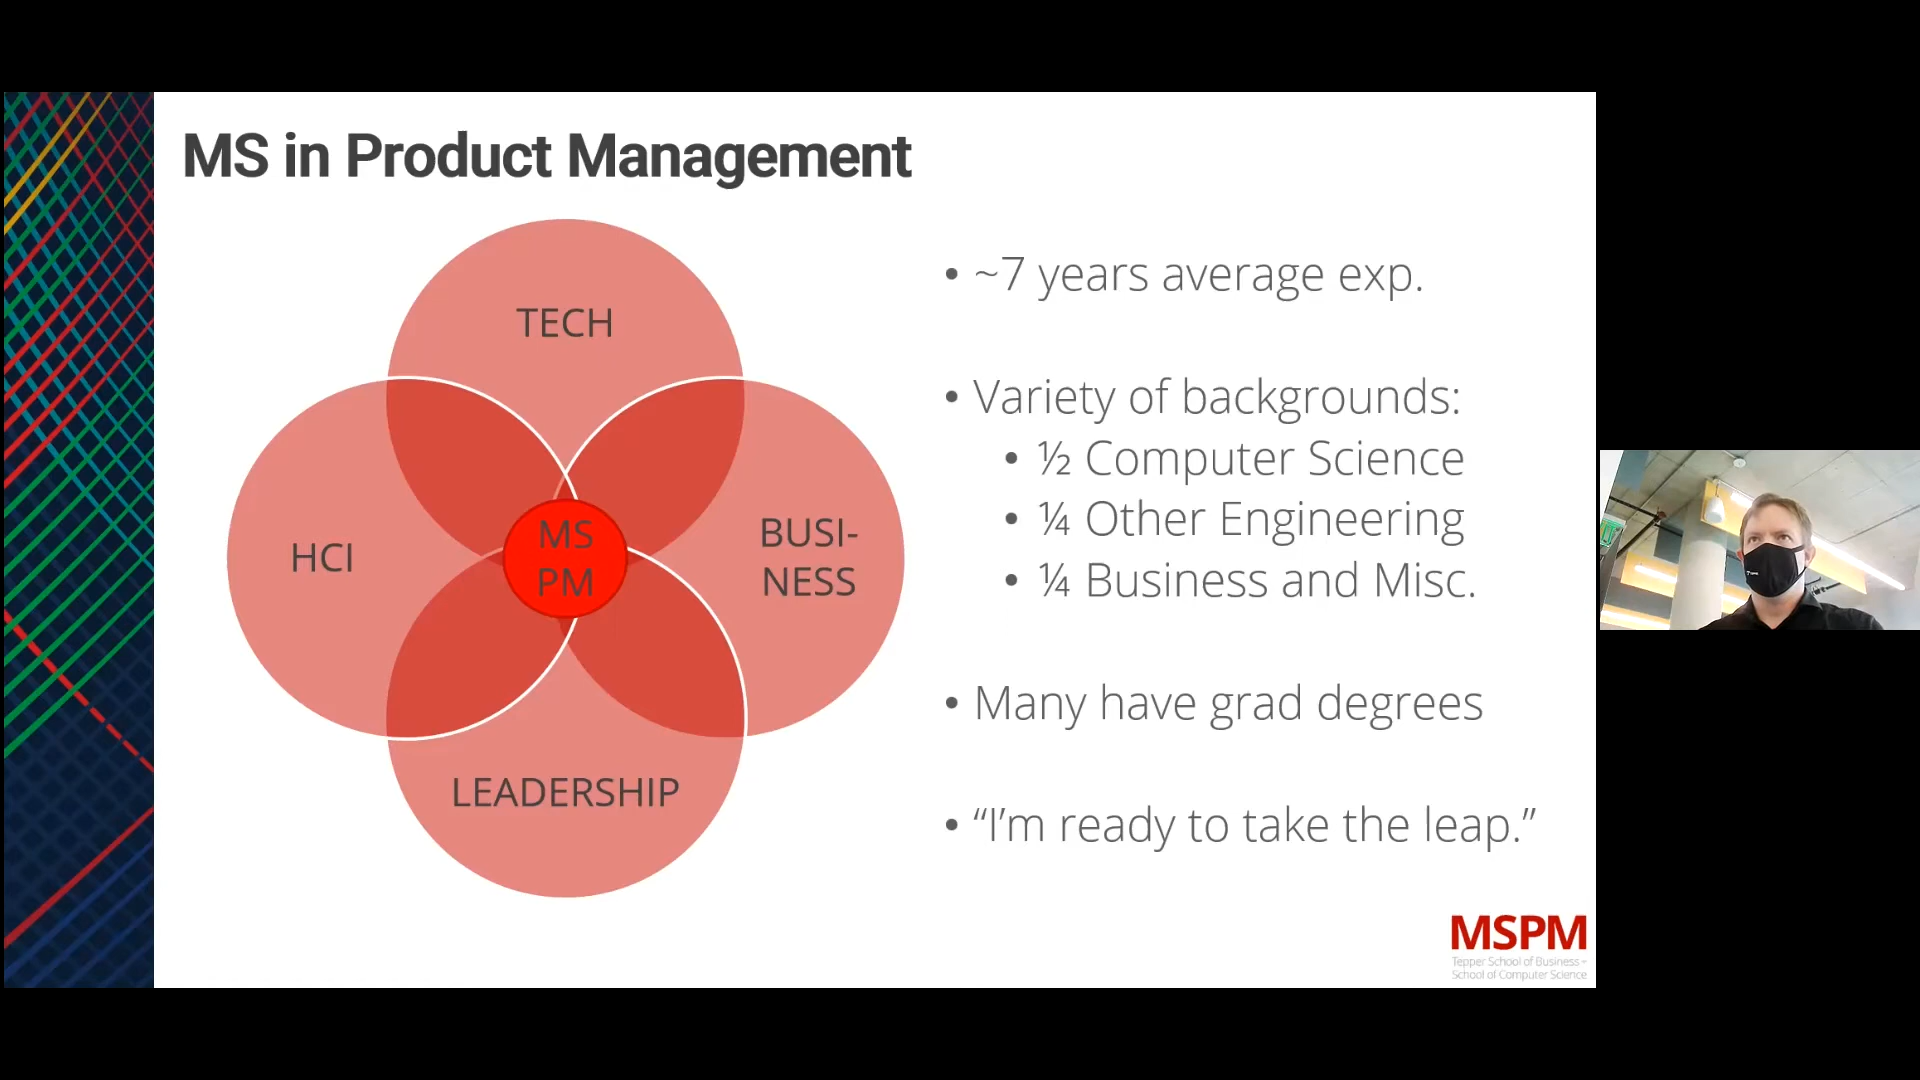 MS in Product Management
TECH
HCI
MS
PM
BUSI-
NESS
LEADERSHIP
• ~7 years average exp.
• Variety of backgrounds:
• ½ Computer Science
• ¼ Other Engineering
• ¼ Business and Misc.
• Many have grad degrees
• “I’m ready to take the leap.”
MSPM
Tepper School of Business –
School of Computer Science